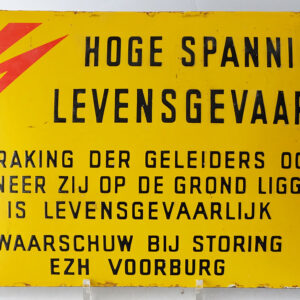 HOGE SPANNI
LEVENSGEVAAR
RAKING DER GELEIDERS OO
NEER ZIJ OP DE GROND LIGG
IS LEVENSGEVAARLIJK
WAARSCHUW BIJ STORING
EZH VOORBURG